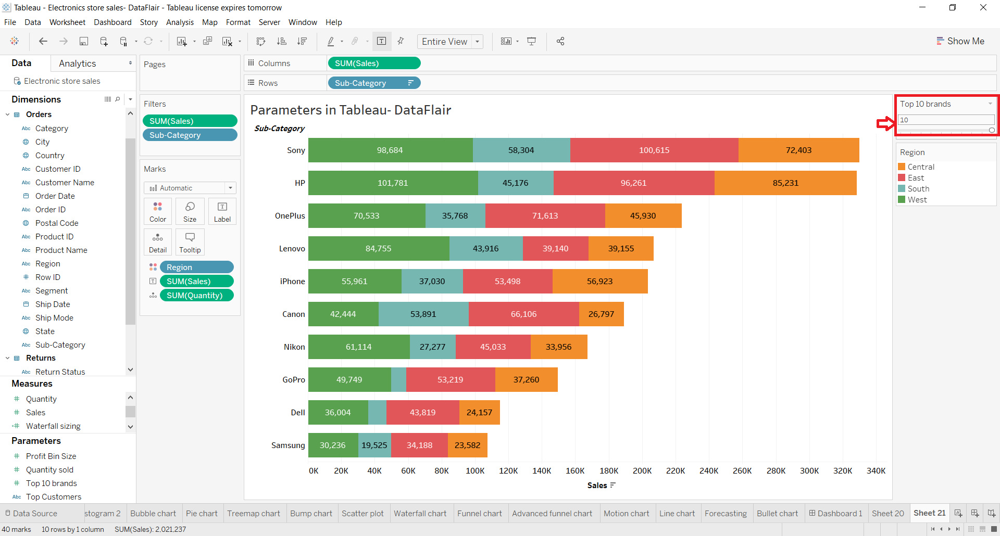 Tableau - Electronics store sales- DataFlair - Tableau license expires tomorrow
File Data Worksheet Dashboard Story Analysis Map Format Server Window Help
Entire View
Show Me
Data Analytics
Electronic store sales
Dimensions
Orders
Abc Category
City
Country
Abc Customer ID
Abc Customer Name
Order Date
Abc Order ID
Postal Code
Abc Product ID
Abc Product Name
Abc Region
# Row ID
Abc Segment
Ship Date
Abc Ship Mode
State
Abc Sub-Category
Returns
Abc Return Status
Measures
# Quantity
# Sales
=# Waterfall sizing
Parameters
# Profit Bin Size
# Quantity sold
# Top 10 brands
Abc Top Customers
Pages
Filters
SUM(Sales)
Sub-Category
Marks
Automatic
Color Size Label
Detail Tooltip
Region
SUM(Sales)
SUM(Quantity)
Columns SUM(Sales)
Rows Sub-Category
Parameters in Tableau- DataFlair
Sub-Category
Sony 98,684 58,304 100,615 72,403
HP 101,781 45,176 96,261 85,231
OnePlus 70,533 35,768 71,613 45,930
Lenovo 84,755 43,916 39,140 39,155
iPhone 55,961 37,030 53,498 56,923
Canon 42,444 53,891 66,106 26,797
Nikon 61,114 27,277 45,033 33,956
GoPro 49,749 53,219 37,260
Dell 36,004 43,819 24,157
Samsung 30,236 19,525 34,188 23,582
0K 20K 40K 60K 80K 100K 120K 140K 160K 180K 200K 220K 240K 260K 280K 300K 320K 340K
Sales
Top 10 brands
10
Region
Central
East
South
West
Data Source stogram 2 Bubble chart Pie chart Treemap chart Bump chart Scatter plot Waterfall chart Funnel chart Advanced funnel chart Motion chart Line chart Forecasting Bullet chart Dashboard 1 Sheet 20 Sheet 21
40 marks 10 rows by 1 column SUM(Sales): 2,021,237